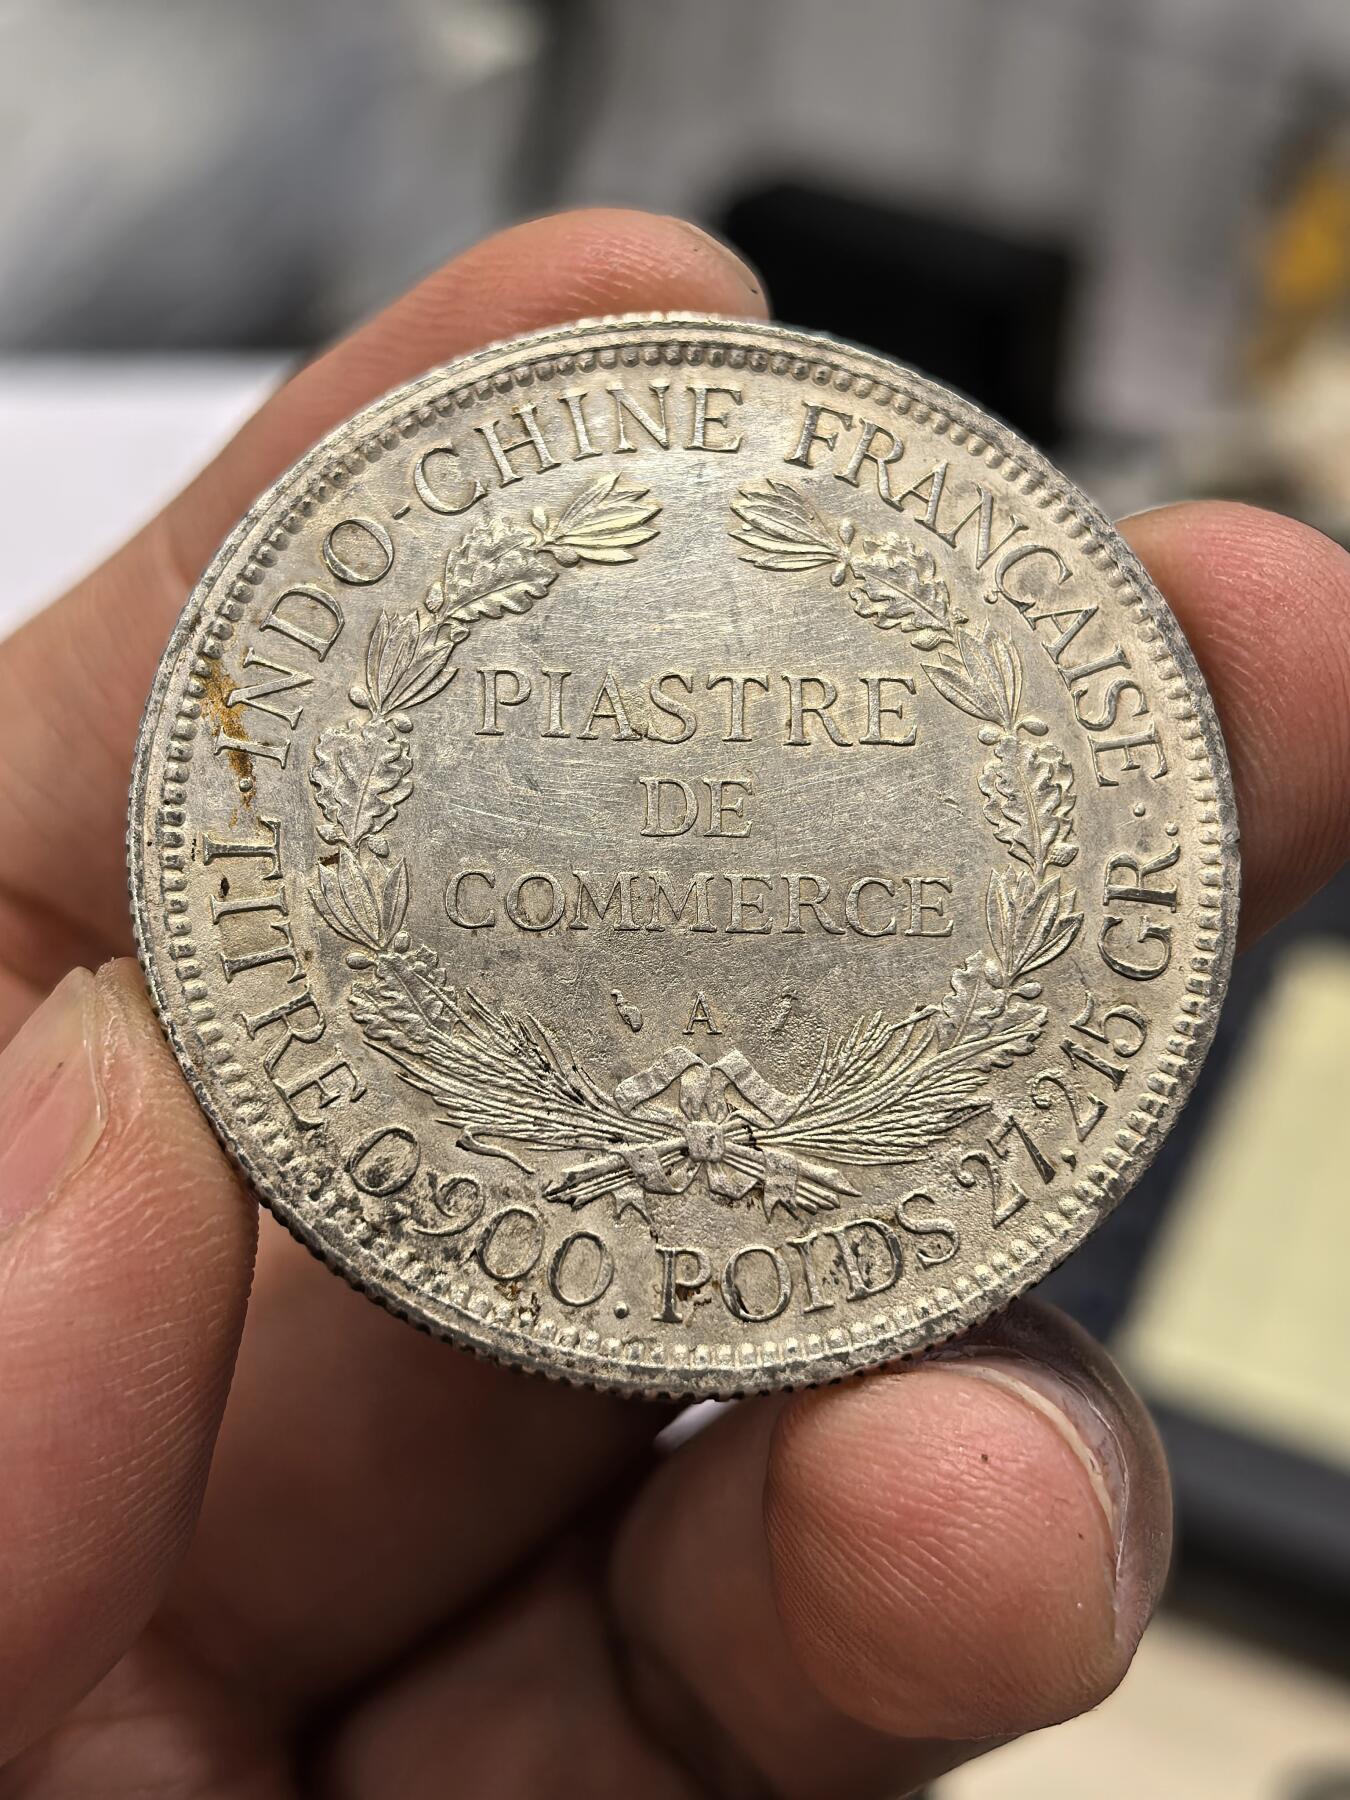 INDO-CHINE FRANÇAISE.
PIASTRE
DE
COMMERCE
A
TITRE 0,900. POIDS 27,215 GR.